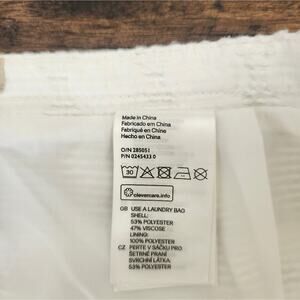 Made in China
Fabricado em China
Fabriqué en Chine
Hecho en China
O/N 285051
P/N 0245433 0
30
clevercare.info
GB USE A LAUNDRY BAG
SHELL:
53% POLYESTER
47% VISCOSE
LINING:
100% POLYESTER
CZ PERTE V SÁČKU PRO
ŠETRNÉ PRANÍ
SVRCHNÍ LÁTKA:
53% POLYESTER